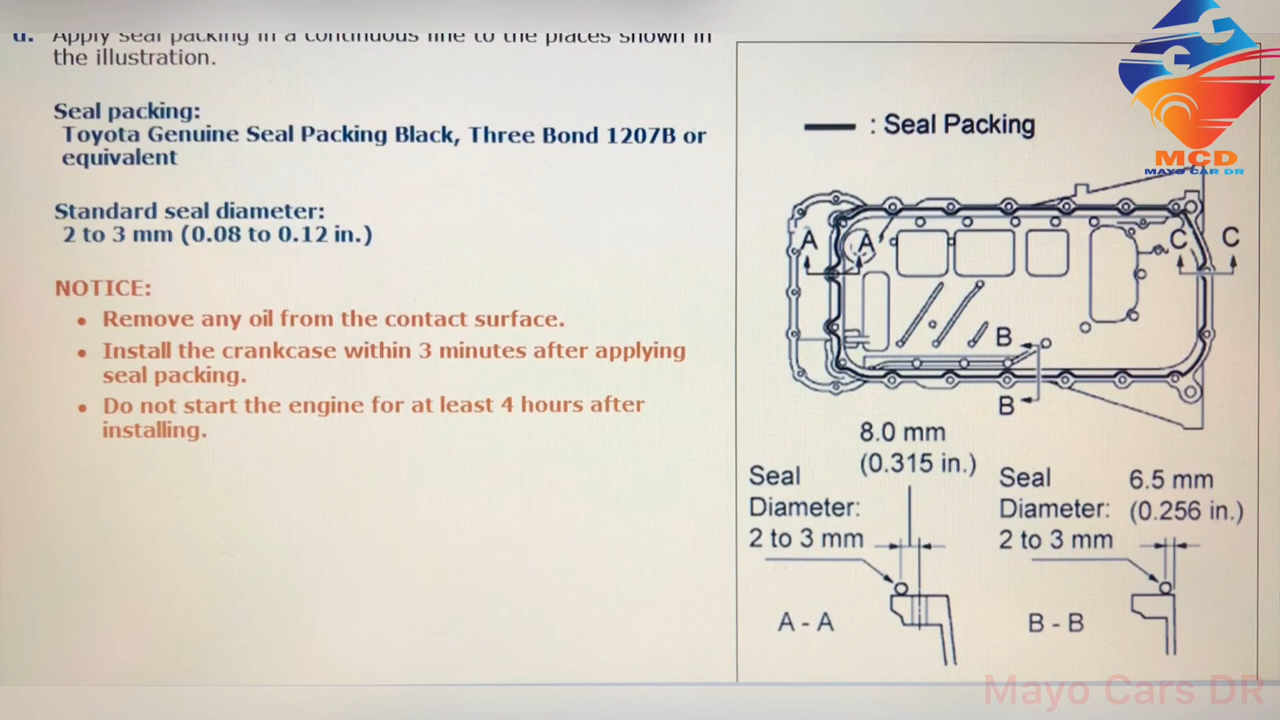 a. Apply seal packing in a continuous line to the places shown in
the illustration.
Seal packing:
Toyota Genuine Seal Packing Black, Three Bond 1207B or
equivalent
Standard seal diameter:
2 to 3 mm (0.08 to 0.12 in.)
NOTICE:
• Remove any oil from the contact surface.
• Install the crankcase within 3 minutes after applying
seal packing.
• Do not start the engine for at least 4 hours after
installing.
: Seal Packing
MCD
MAYO CAR DR
A A C C
B
B
8.0 mm
(0.315 in.)
Seal
Diameter:
2 to 3 mm
Seal
Diameter:
2 to 3 mm
6.5 mm
(0.256 in.)
A - A
B - B
Mayo Cars DR